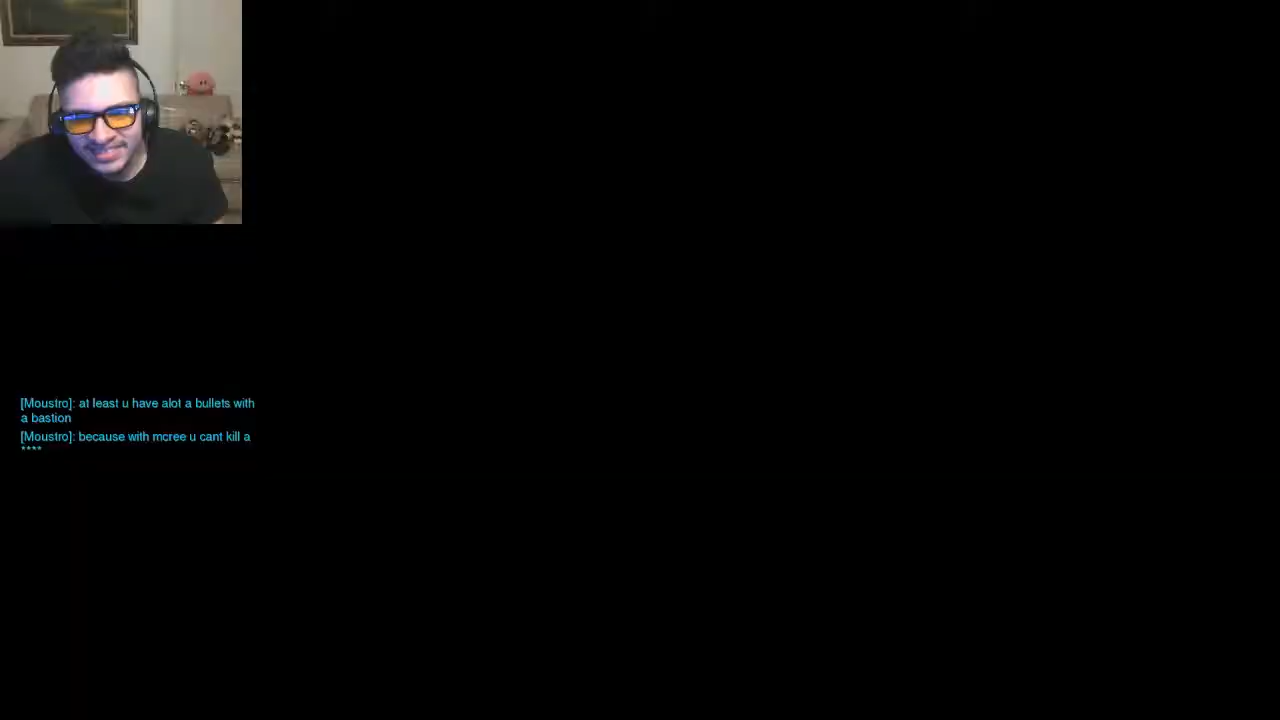 [Moustro]: at least u have alot a bullets with
a bastion
[Moustro]: because with mcree u cant kill a
****